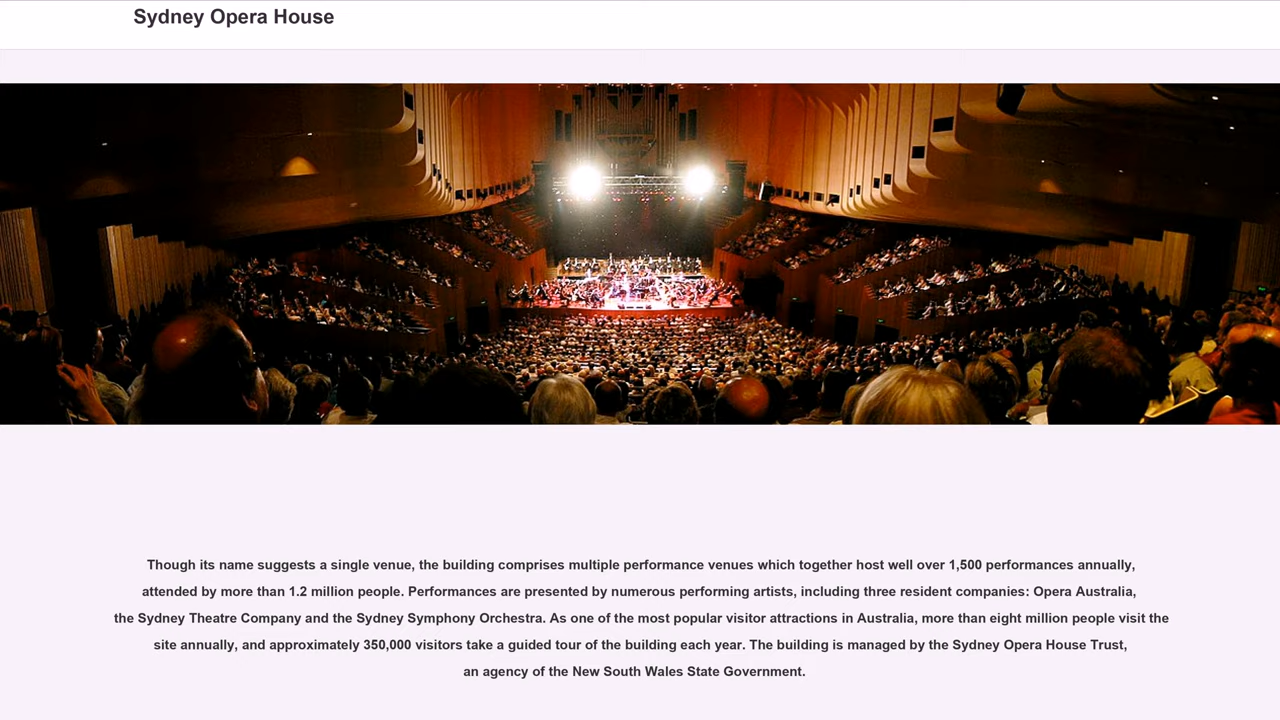 Sydney Opera House
Though its name suggests a single venue, the building comprises multiple performance venues which together host well over 1,500 performances annually,
attended by more than 1.2 million people. Performances are presented by numerous performing artists, including three resident companies: Opera Australia,
the Sydney Theatre Company and the Sydney Symphony Orchestra. As one of the most popular visitor attractions in Australia, more than eight million people visit the
site annually, and approximately 350,000 visitors take a guided tour of the building each year. The building is managed by the Sydney Opera House Trust,
an agency of the New South Wales State Government.